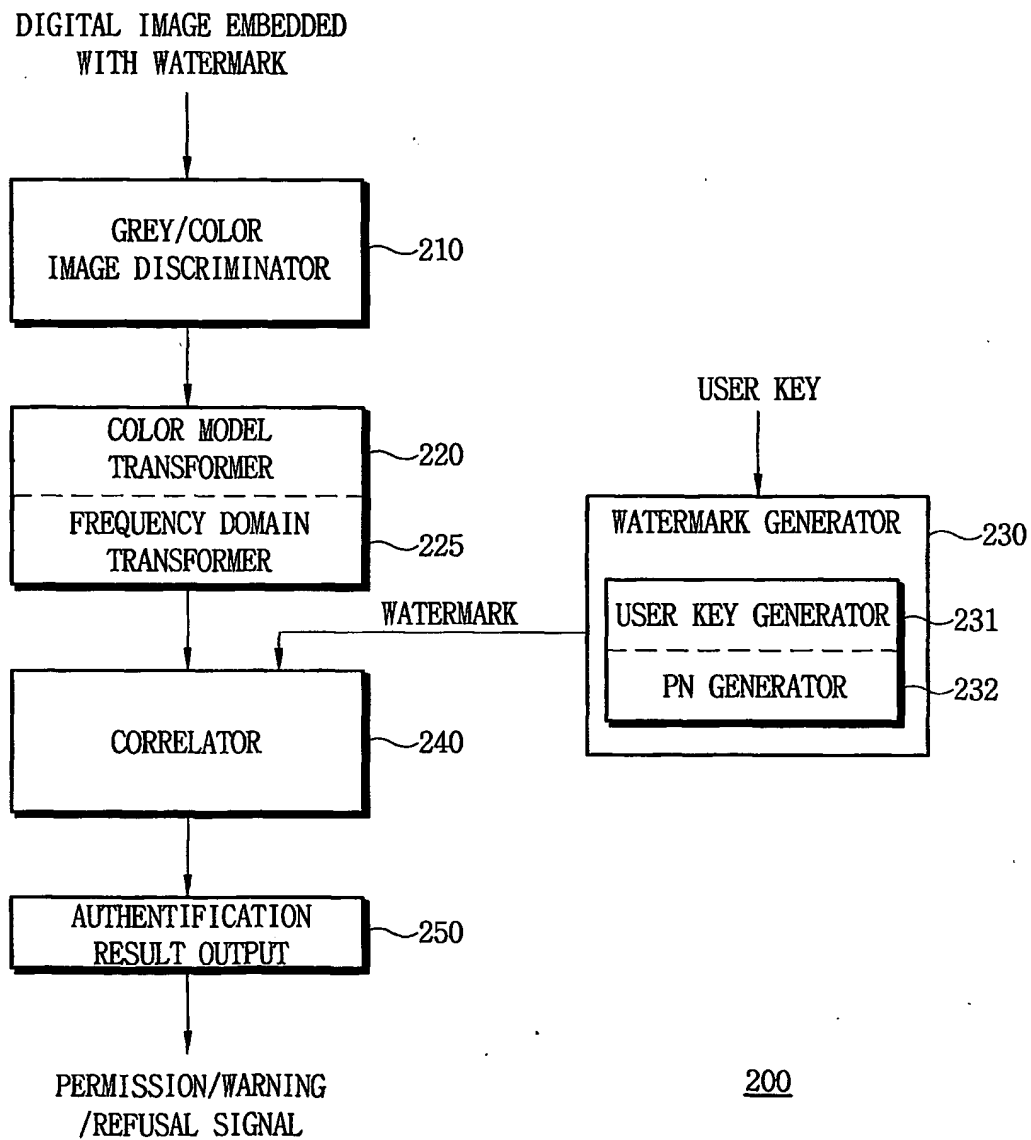 DIGITAL IMAGE EMBEDDED
WITH WATERMARK
GREY/COLOR
IMAGE DISCRIMINATOR
210
COLOR MODEL
TRANSFORMER
220
FREQUENCY DOMAIN
TRANSFORMER
225
USER KEY
WATERMARK GENERATOR
230
USER KEY GENERATOR
231
PN GENERATOR
232
WATERMARK
CORRELATOR
240
AUTHENTIFICATION
RESULT OUTPUT
250
PERMISSION/WARNING
/REFUSAL SIGNAL
200